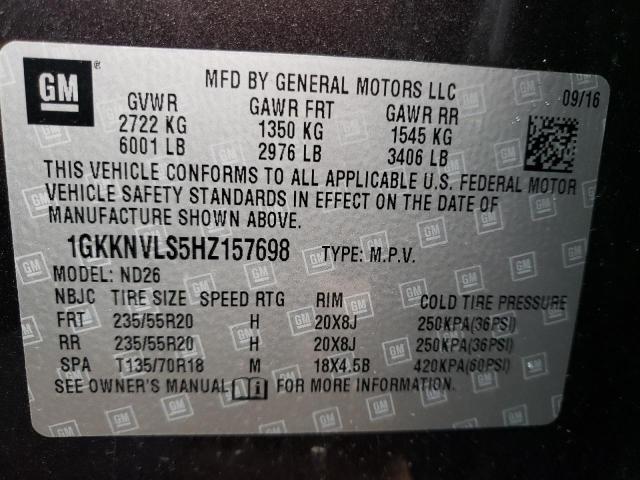 GM ®
MFD BY GENERAL MOTORS LLC
09/16
GVWR GAWR FRT GAWR RR
2722 KG 1350 KG 1545 KG
6001 LB 2976 LB 3406 LB
THIS VEHICLE CONFORMS TO ALL APPLICABLE U.S. FEDERAL MOTOR
VEHICLE SAFETY STANDARDS IN EFFECT ON THE DATE OF
MANUFACTURE SHOWN ABOVE.
1GKKNVLS5HZ157698 TYPE: M.P.V.
MODEL: ND26
NBJC TIRE SIZE SPEED RTG RIM COLD TIRE PRESSURE
FRT 235/55R20 H 20X8J 250KPA(36PSI)
RR 235/55R20 H 20X8J 250KPA(36PSI)
SPA T135/70R18 M 18X4.5B 420KPA(60PSI)
SEE OWNER'S MANUAL FOR MORE INFORMATION.